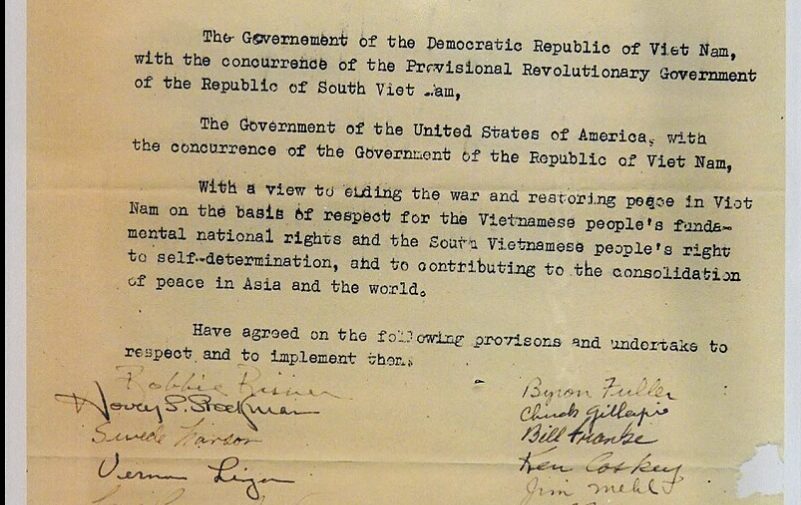 The Governement of the Democratic Republic of Viet Nam,
with the concurrence of the Provisional Revolutionary Government
of the Republic of South Viet .am,
The Government of the United States of America, with
the concurrence of the Government of the Republic of Viet Nam,
With a view to ending the war and restoring peace in Viet
Nam on the basis of respect for the Vietnamese people's funda-
mental national rights and the South Vietnamese people's right
to self-determination, and to contributing to the consolidation
of peace in Asia and the world.
Have agreed on the following provisons and undertake to
respect and to implement them.
Robbie Risner
Byron Fuller
Hervey S. Stockman
Chuck Gillespie
Swede Larson
Bill Franke
Vernon Ligon
Ken Coskey
Jim Mehl